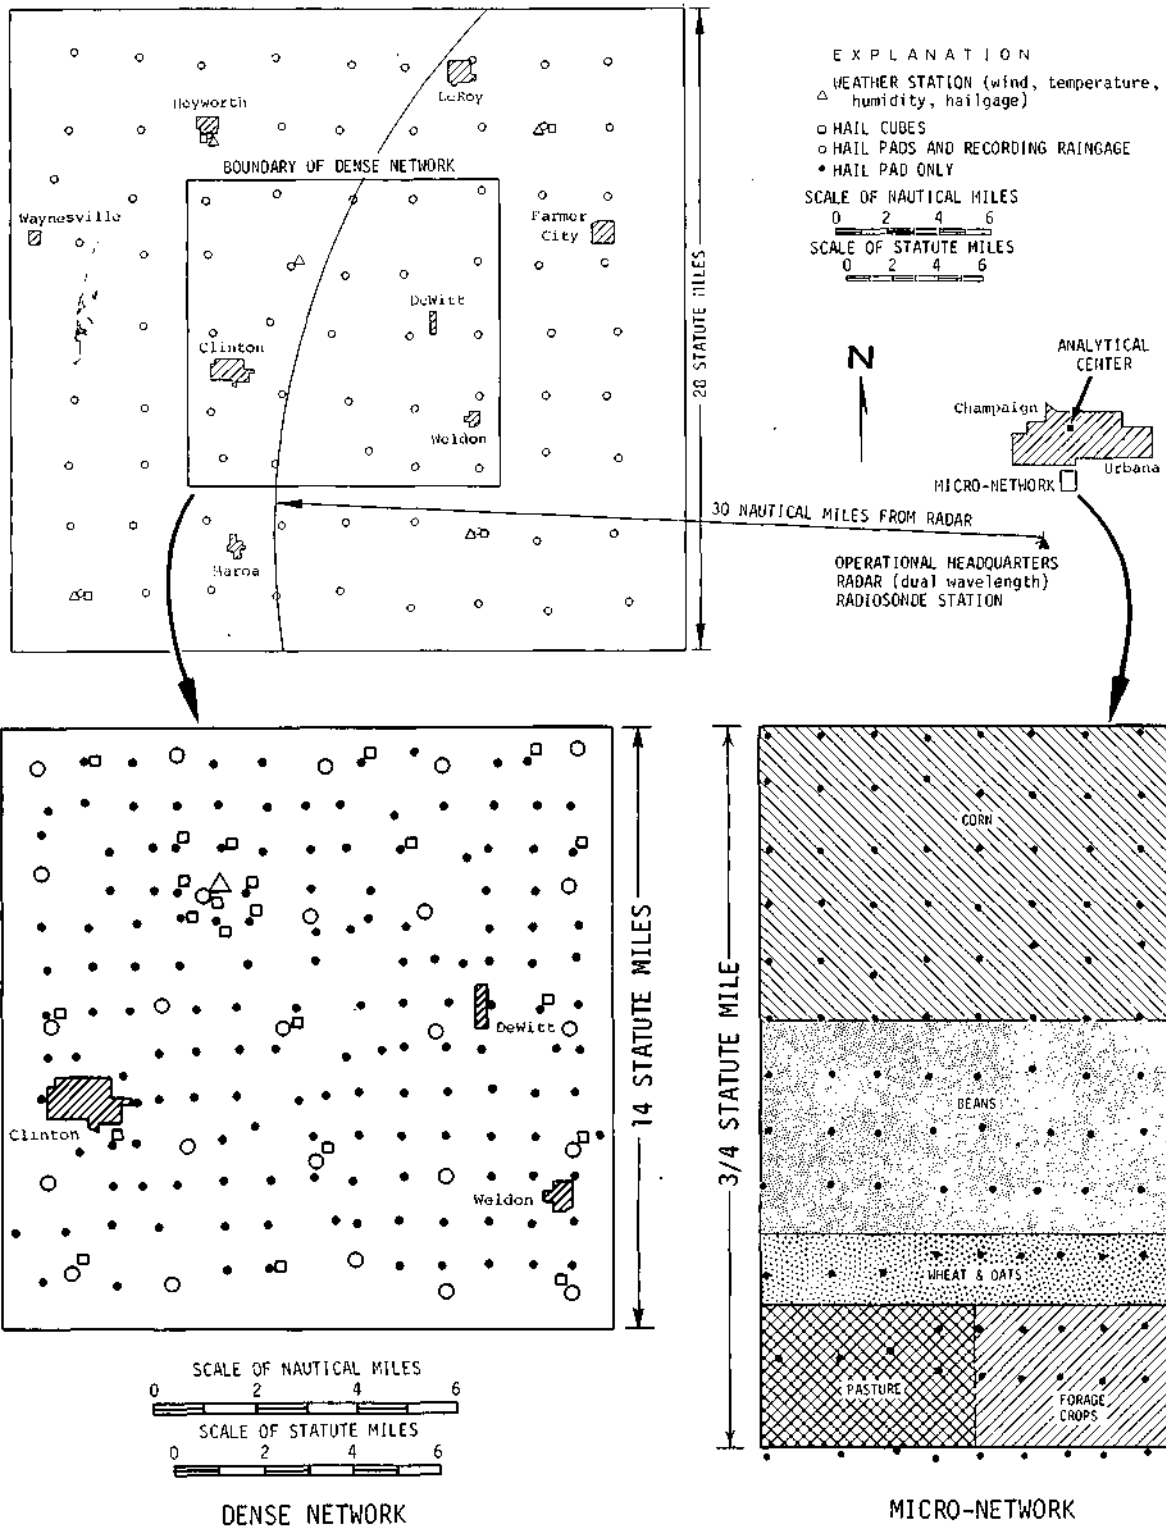 EXPLANATION
WEATHER STATION (wind, temperature,
humidity, hailgage)
HAIL CUBES
HAIL PADS AND RECORDING RAINGAGE
HAIL PAD ONLY
SCALE OF NAUTICAL MILES
0 2 4 6
SCALE OF STATUTE MILES
0 2 4 6
LeRoy
Heyworth
BOUNDARY OF DENSE NETWORK
Waynesville
Farmer
City
DeWitt
Clinton
Weldon
Maroa
28 STATUTE MILES
N
ANALYTICAL
CENTER
Champaign
Urbana
MICRO-NETWORK
30 NAUTICAL MILES FROM RADAR
OPERATIONAL HEADQUARTERS
RADAR (dual wavelength)
RADIOSONDE STATION
DeWitt
Clinton
Weldon
14 STATUTE MILES
SCALE OF NAUTICAL MILES
0 2 4 6
SCALE OF STATUTE MILES
0 2 4 6
DENSE NETWORK
3/4 STATUTE MILE
CORN
BEANS
WHEAT & OATS
PASTURE
FORAGE
CROPS
MICRO-NETWORK